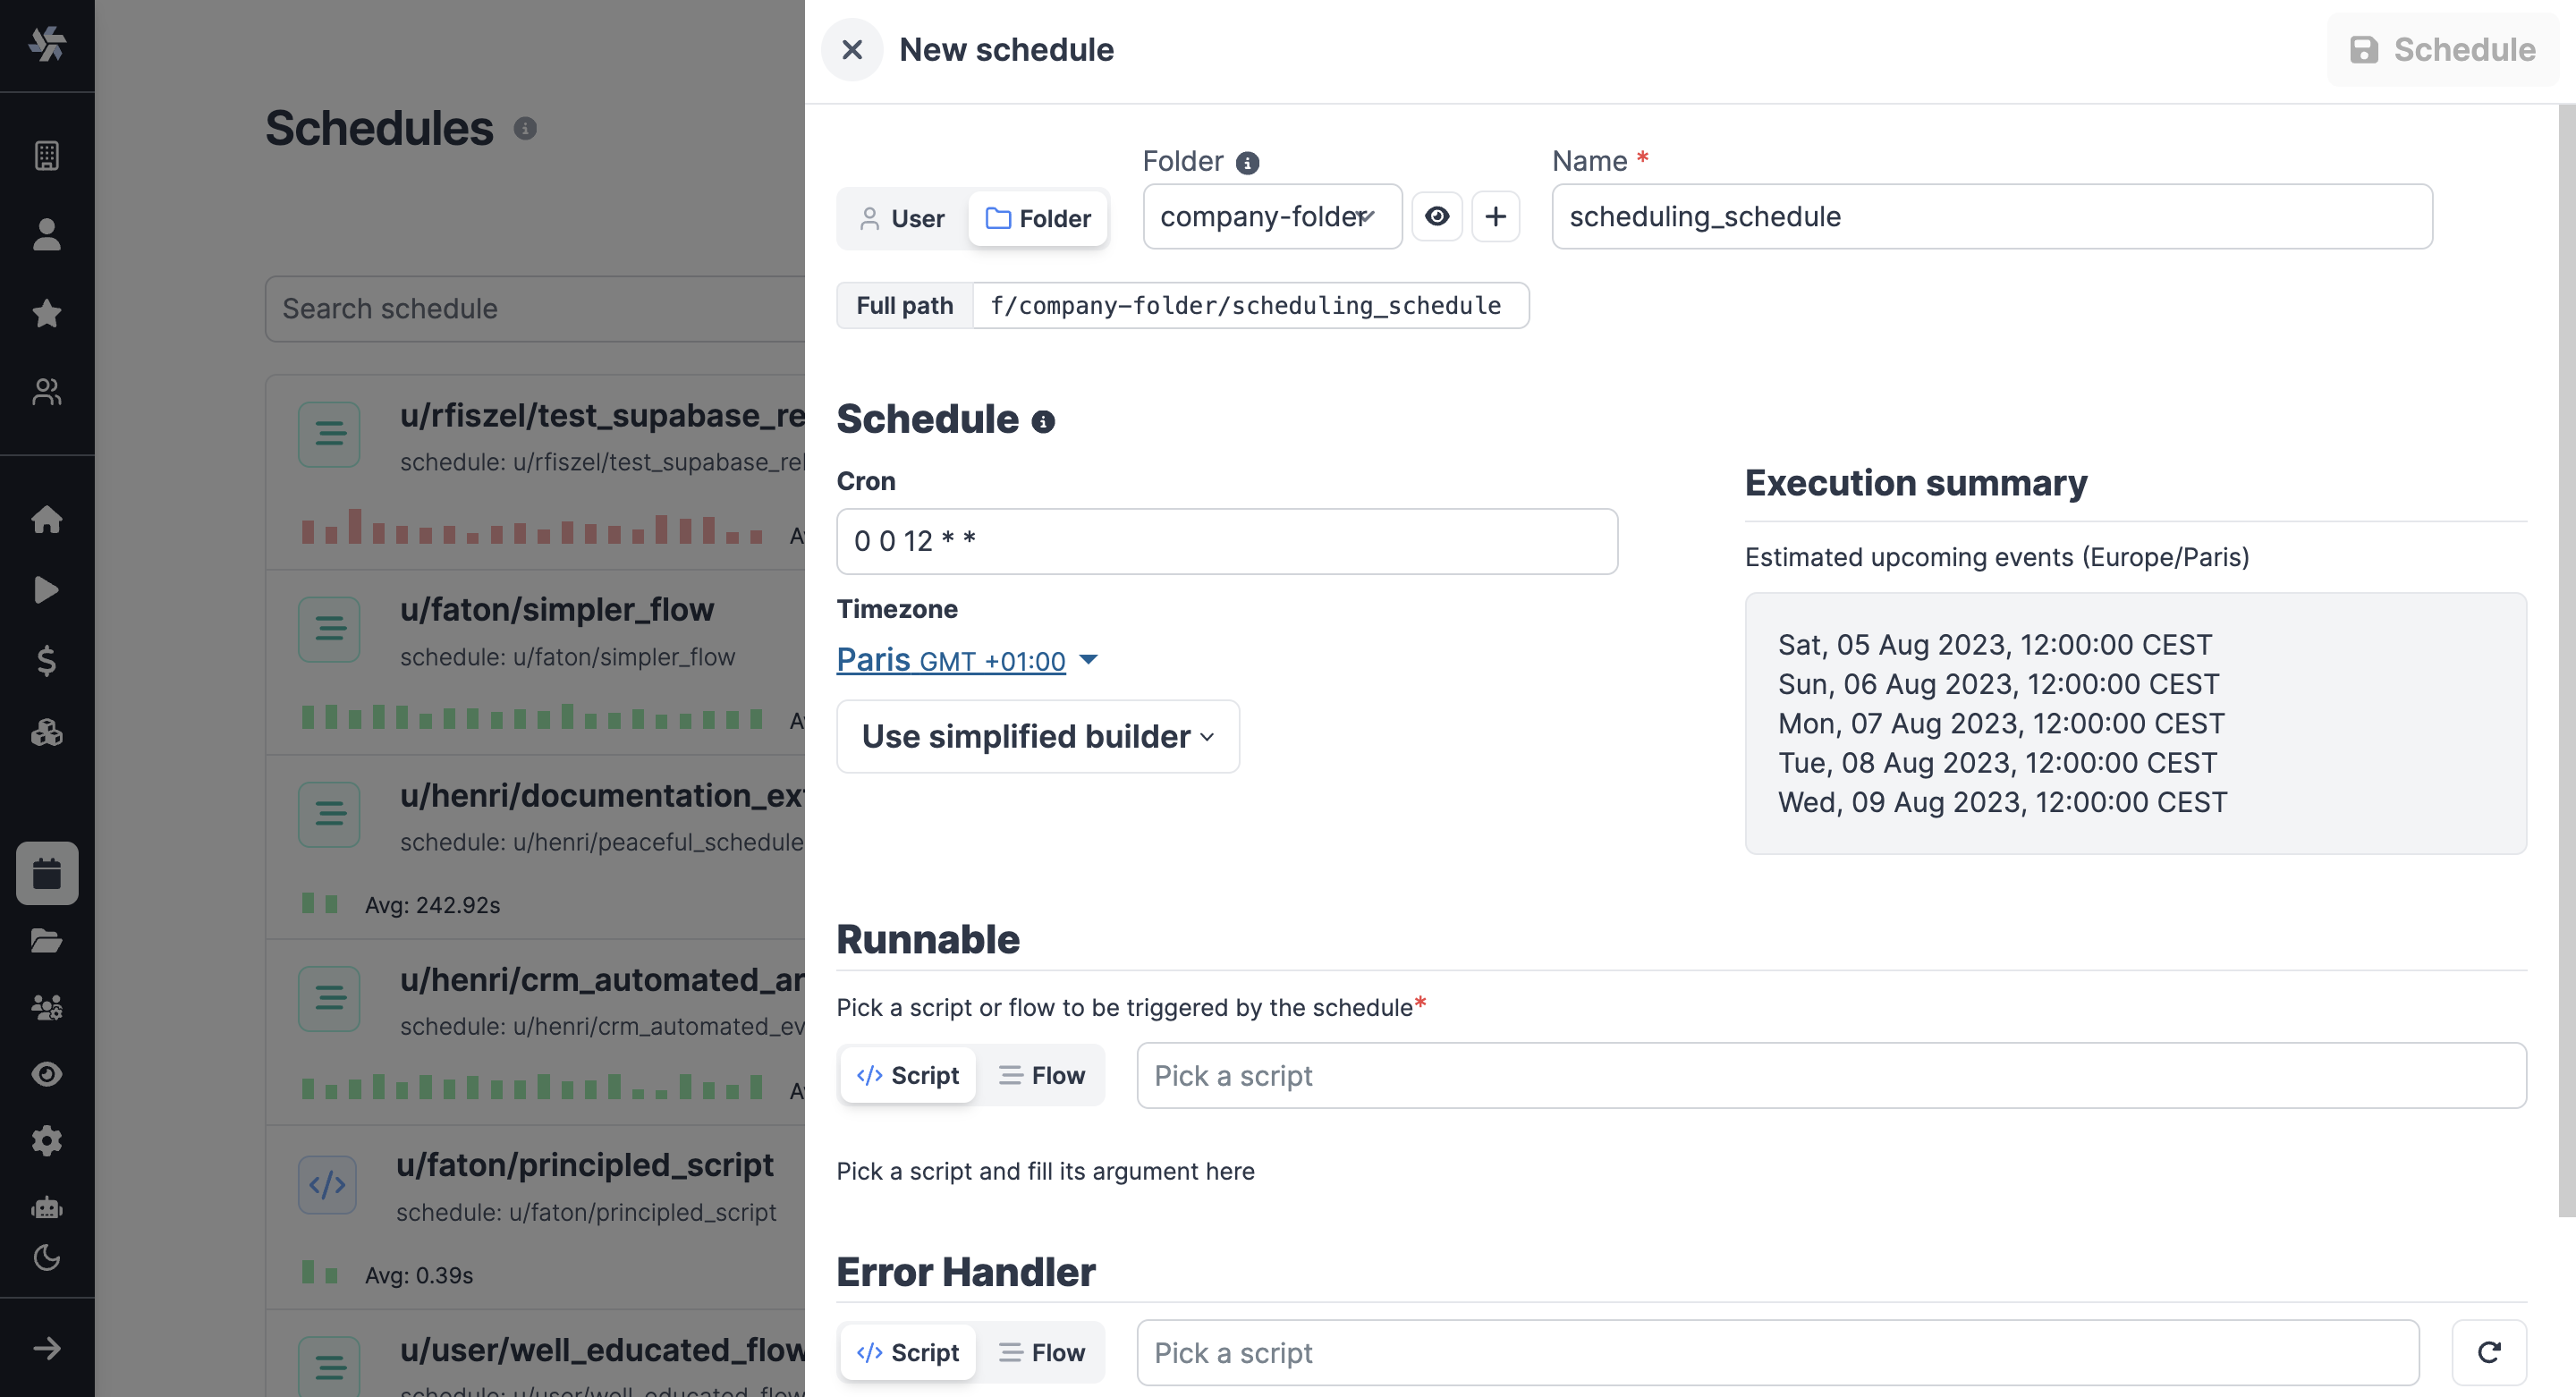 New schedule
Schedule
Schedules
Search schedule
u/rfiszel/test_supabase_re
schedule: u/rfiszel/test_supabase_rel
u/faton/simpler_flow
schedule: u/faton/simpler_flow
u/henri/documentation_ext
schedule: u/henri/peaceful_schedule
Avg: 242.92s
u/henri/crm_automated_ar
schedule: u/henri/crm_automated_ev
u/faton/principled_script
schedule: u/faton/principled_script
Avg: 0.39s
u/user/well_educated_flow
schedule: u/user/well_educated_flow
User
Folder
Folder
company-folder
Name *
scheduling_schedule
Full path f/company-folder/scheduling_schedule
Schedule
Cron
0 0 12 * *
Timezone
Paris GMT +01:00
Use simplified builder
Execution summary
Estimated upcoming events (Europe/Paris)
Sat, 05 Aug 2023, 12:00:00 CEST
Sun, 06 Aug 2023, 12:00:00 CEST
Mon, 07 Aug 2023, 12:00:00 CEST
Tue, 08 Aug 2023, 12:00:00 CEST
Wed, 09 Aug 2023, 12:00:00 CEST
Runnable
Pick a script or flow to be triggered by the schedule*
Script Flow
Pick a script
Pick a script and fill its argument here
Error Handler
Script Flow
Pick a script